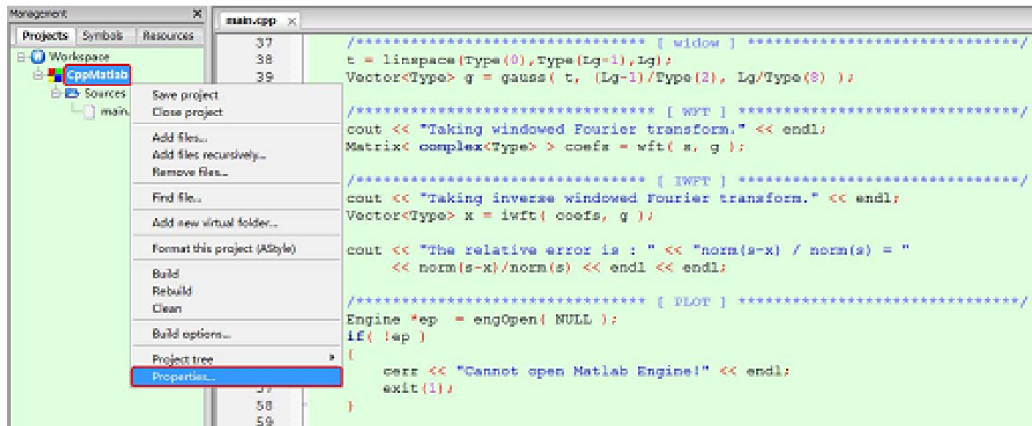 Management
Projects Symbols Resources
Workspace
CppMatlab
Sources
main.
Save project
Close project
Add files...
Add files recursively...
Remove files...
Find file...
Add new virtual folder...
Format this project (AStyle)
Build
Rebuild
Clean
Build options...
Project tree
Properties...
main.cpp
37 /******************************** [ widow ] ********************************/
38 t = linspace(Type(0),Type(Lg-1),Lg);
39 Vector<Type> g = gauss( t, (Lg-1)/Type(2), Lg/Type(8) );
/********************************* [ WFT ] *********************************/
cout << "Taking windowed Fourier transform." << endl;
Matrix< complex<Type> > coefs = wft( s, g );
/******************************** [ IWFT ] *********************************/
cout << "Taking inverse windowed Fourier transform." << endl;
Vector<Type> x = iwft( coefs, g );
cout << "The relative error is : " << "norm(s-x) / norm(s) = "
<< norm(s-x)/norm(s) << endl << endl;
/******************************** [ PLOT ] *********************************/
Engine *ep = engOpen( NULL );
if( !ep )
{
cerr << "Cannot open Matlab Engine!" << endl;
57 exit(1);
58 }
59